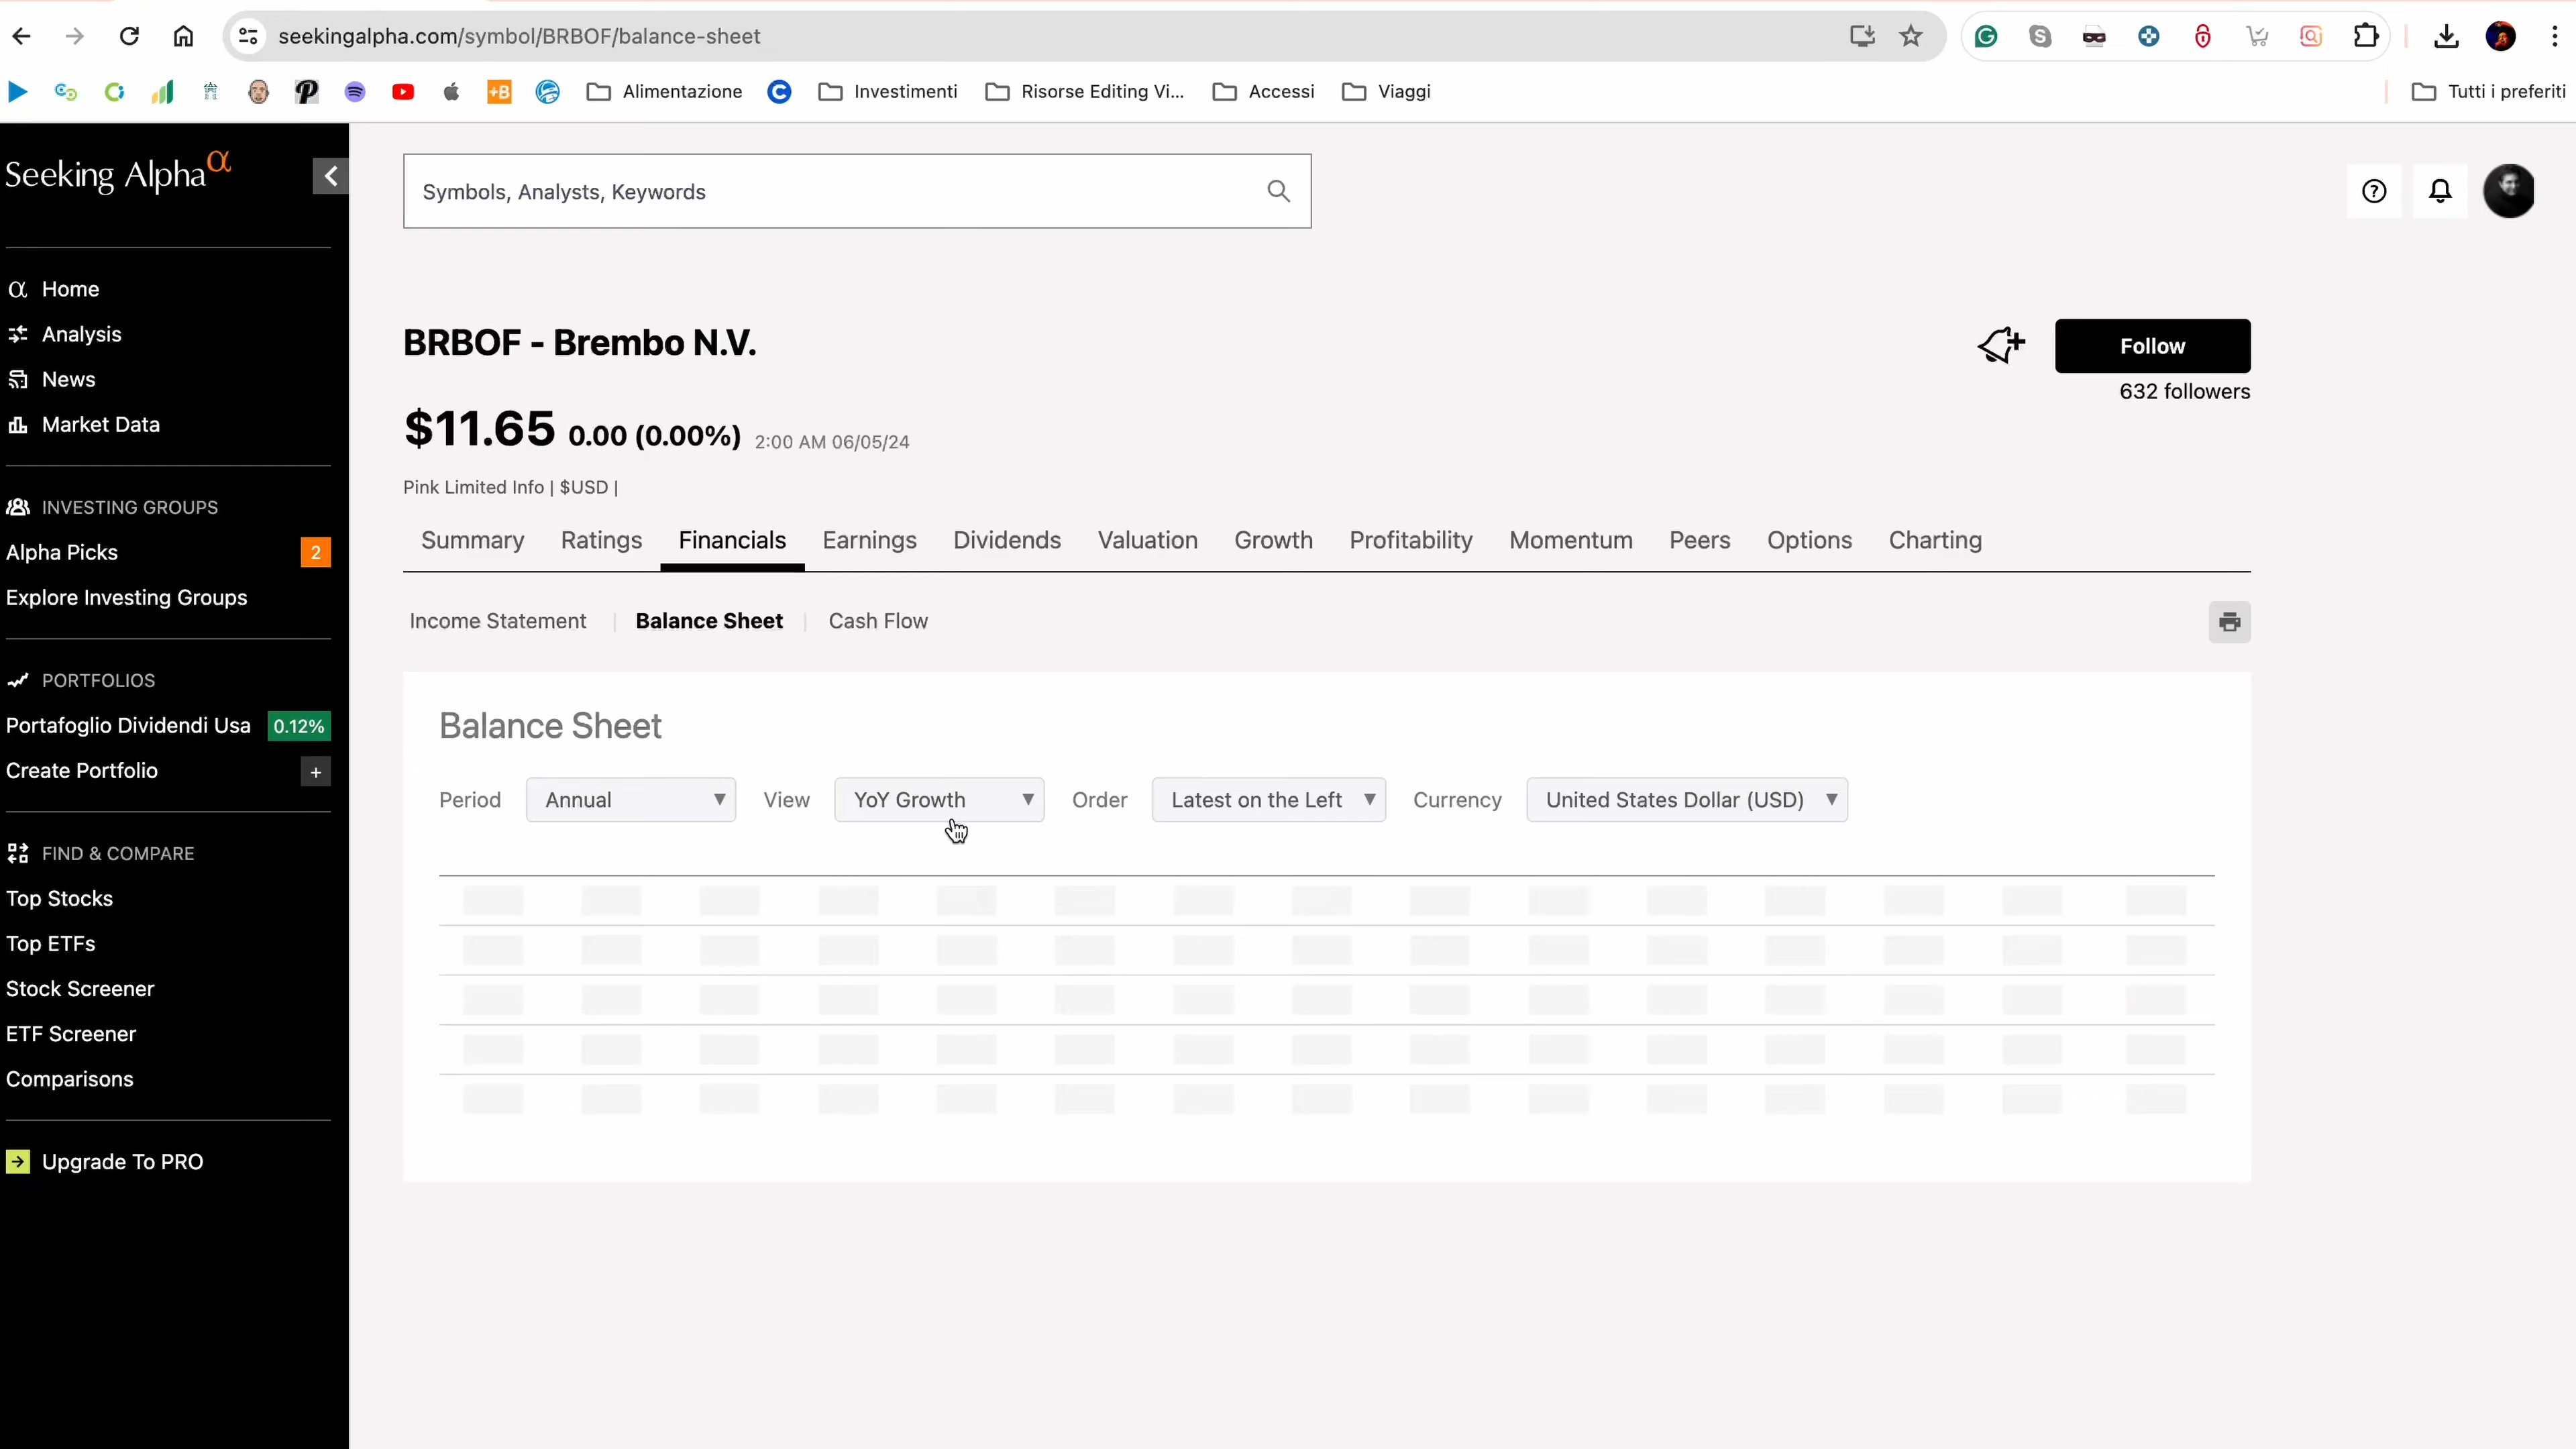 seekingalpha.com/symbol/BRBOF/balance-sheet
Alimentazione
Investimenti
Risorse Editing Vi...
Accessi
Viaggi
Tutti i preferiti
Seeking Alpha α
Symbols, Analysts, Keywords
Home
Analysis
News
Market Data
INVESTING GROUPS
Alpha Picks 2
Explore Investing Groups
PORTFOLIOS
Portafoglio Dividendi Usa 0.12%
Create Portfolio +
FIND & COMPARE
Top Stocks
Top ETFs
Stock Screener
ETF Screener
Comparisons
Upgrade To PRO
BRBOF - Brembo N.V.
Follow
632 followers
$11.65 0.00 (0.00%) 2:00 AM 06/05/24
Pink Limited Info | $USD |
Summary Ratings Financials Earnings Dividends Valuation Growth Profitability Momentum Peers Options Charting
Income Statement | Balance Sheet | Cash Flow
Balance Sheet
Period Annual View YoY Growth Order Latest on the Left Currency United States Dollar (USD)